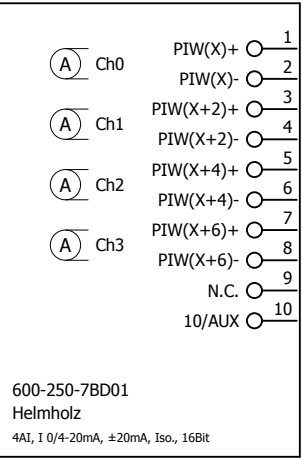 1
PIW(X)+
A Ch0
2
PIW(X)-
3
PIW(X+2)+
A Ch1
4
PIW(X+2)-
5
PIW(X+4)+
A Ch2
6
PIW(X+4)-
7
PIW(X+6)+
A Ch3
8
PIW(X+6)-
9
N.C.
10
10/AUX
600-250-7BD01
Helmholz
4AI, I 0/4-20mA, ±20mA, Iso., 16Bit